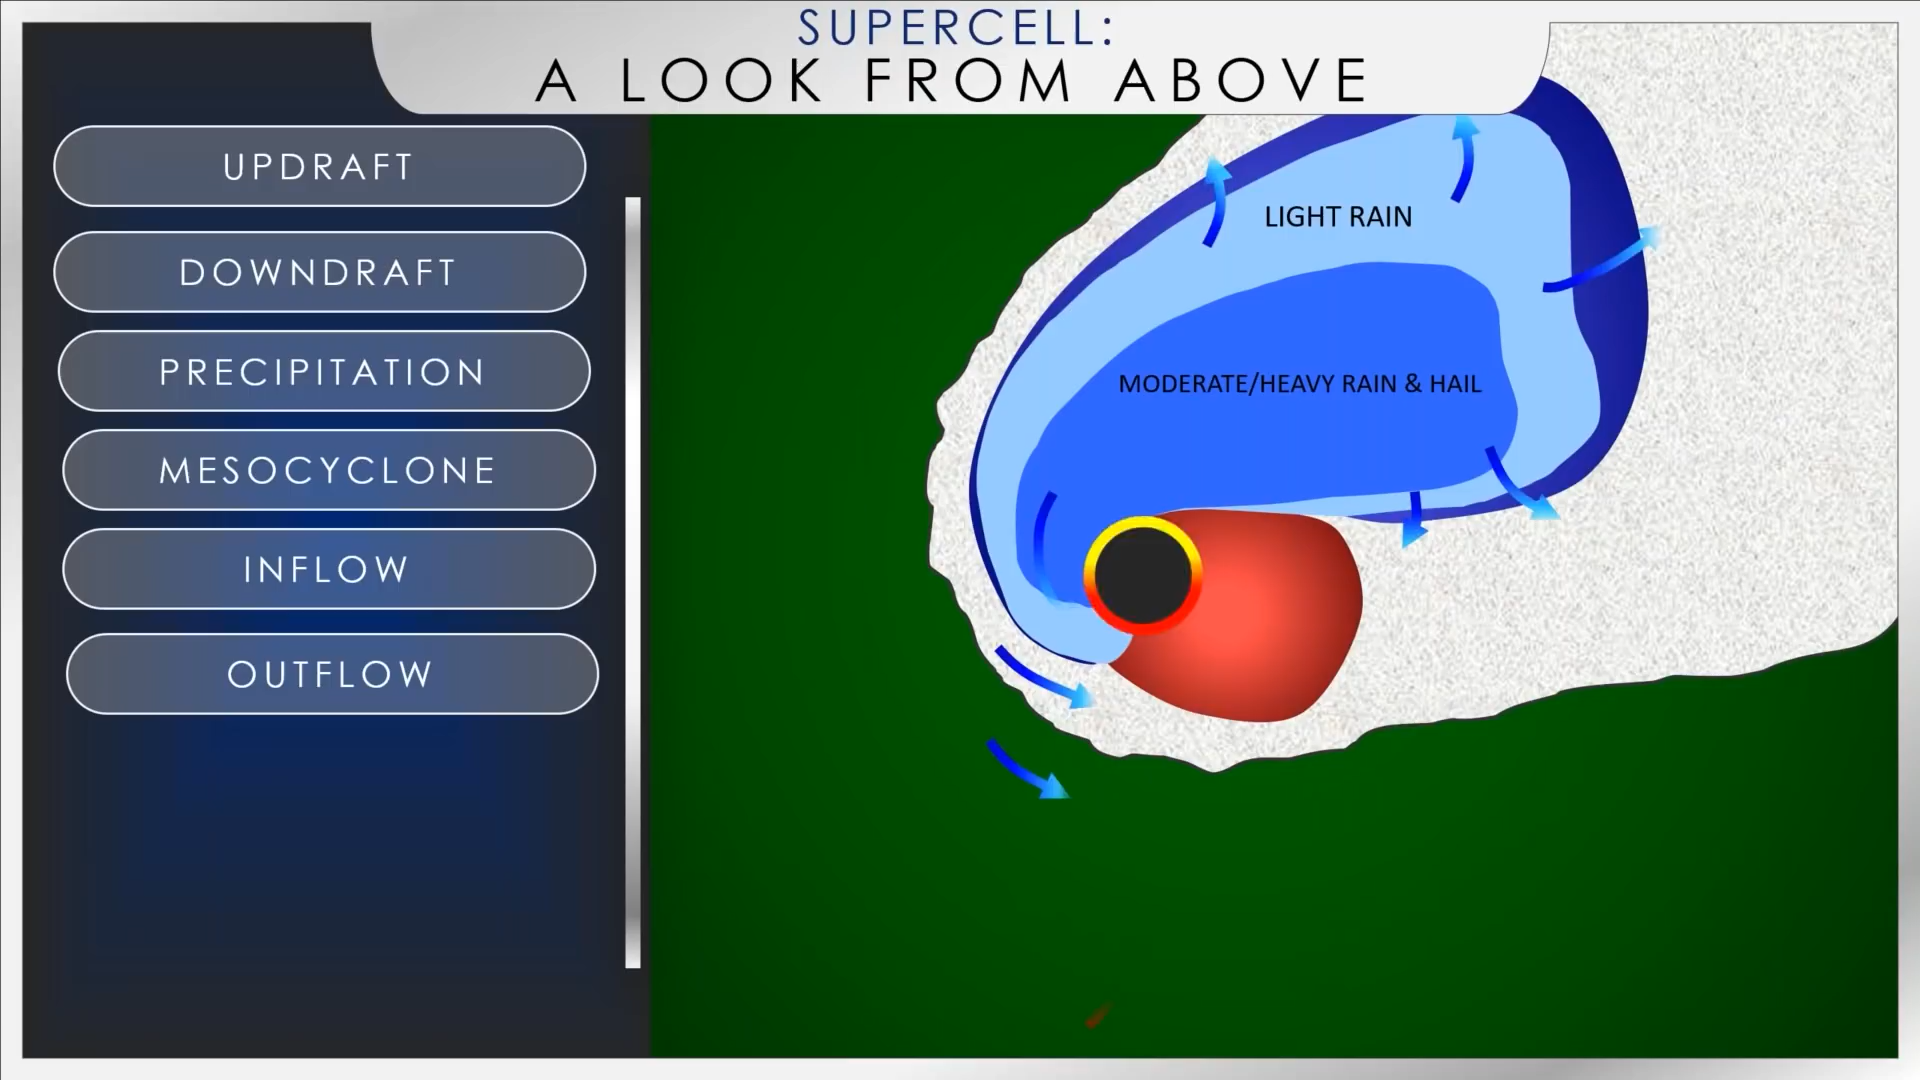 SUPERCELL:
A LOOK FROM ABOVE
UPDRAFT
DOWNDRAFT
PRECIPITATION
MESOCYCLONE
INFLOW
OUTFLOW
LIGHT RAIN
MODERATE/HEAVY RAIN & HAIL